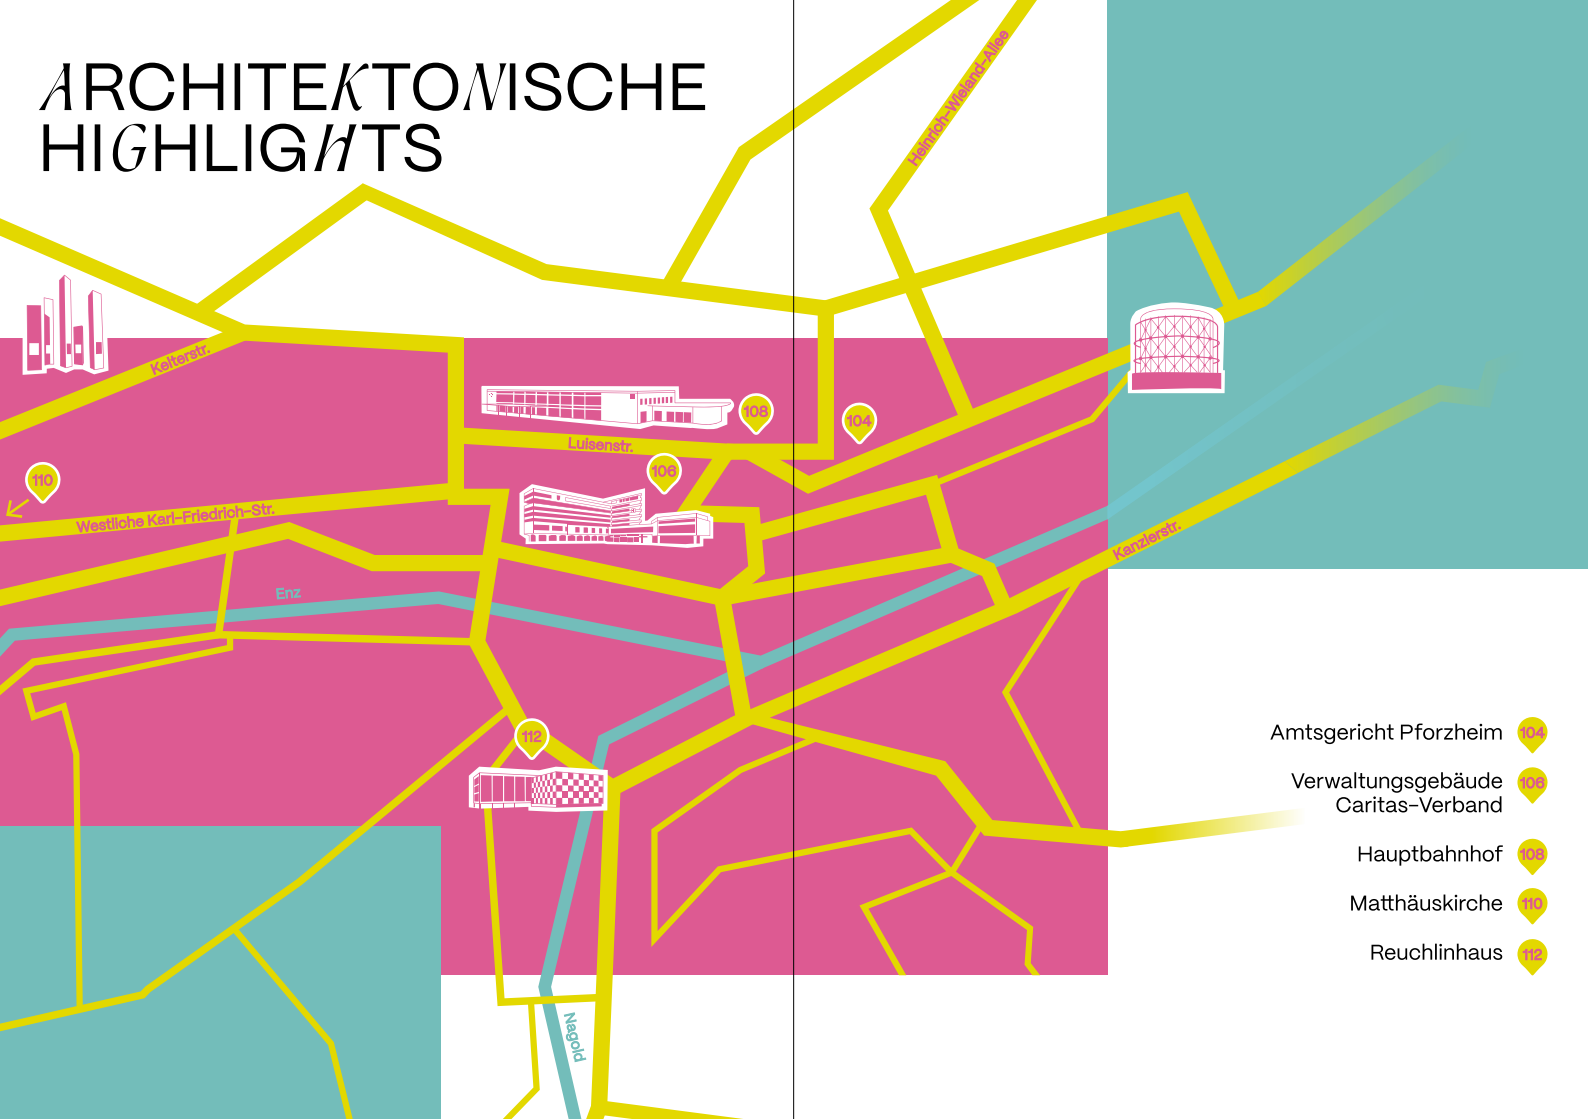 ARCHITEKTONISCHE
HIGHLIGHTS
Heinrich-Wieland-Allee
Kelterstr.
108
104
Luisenstr.
106
110
Westliche Karl-Friedrich-Str.
Kanzlerstr.
Enz
112
Nagold
Amtsgericht Pforzheim 104
Verwaltungsgebäude 106
Caritas-Verband
Hauptbahnhof 108
Matthäuskirche 110
Reuchlinhaus 112